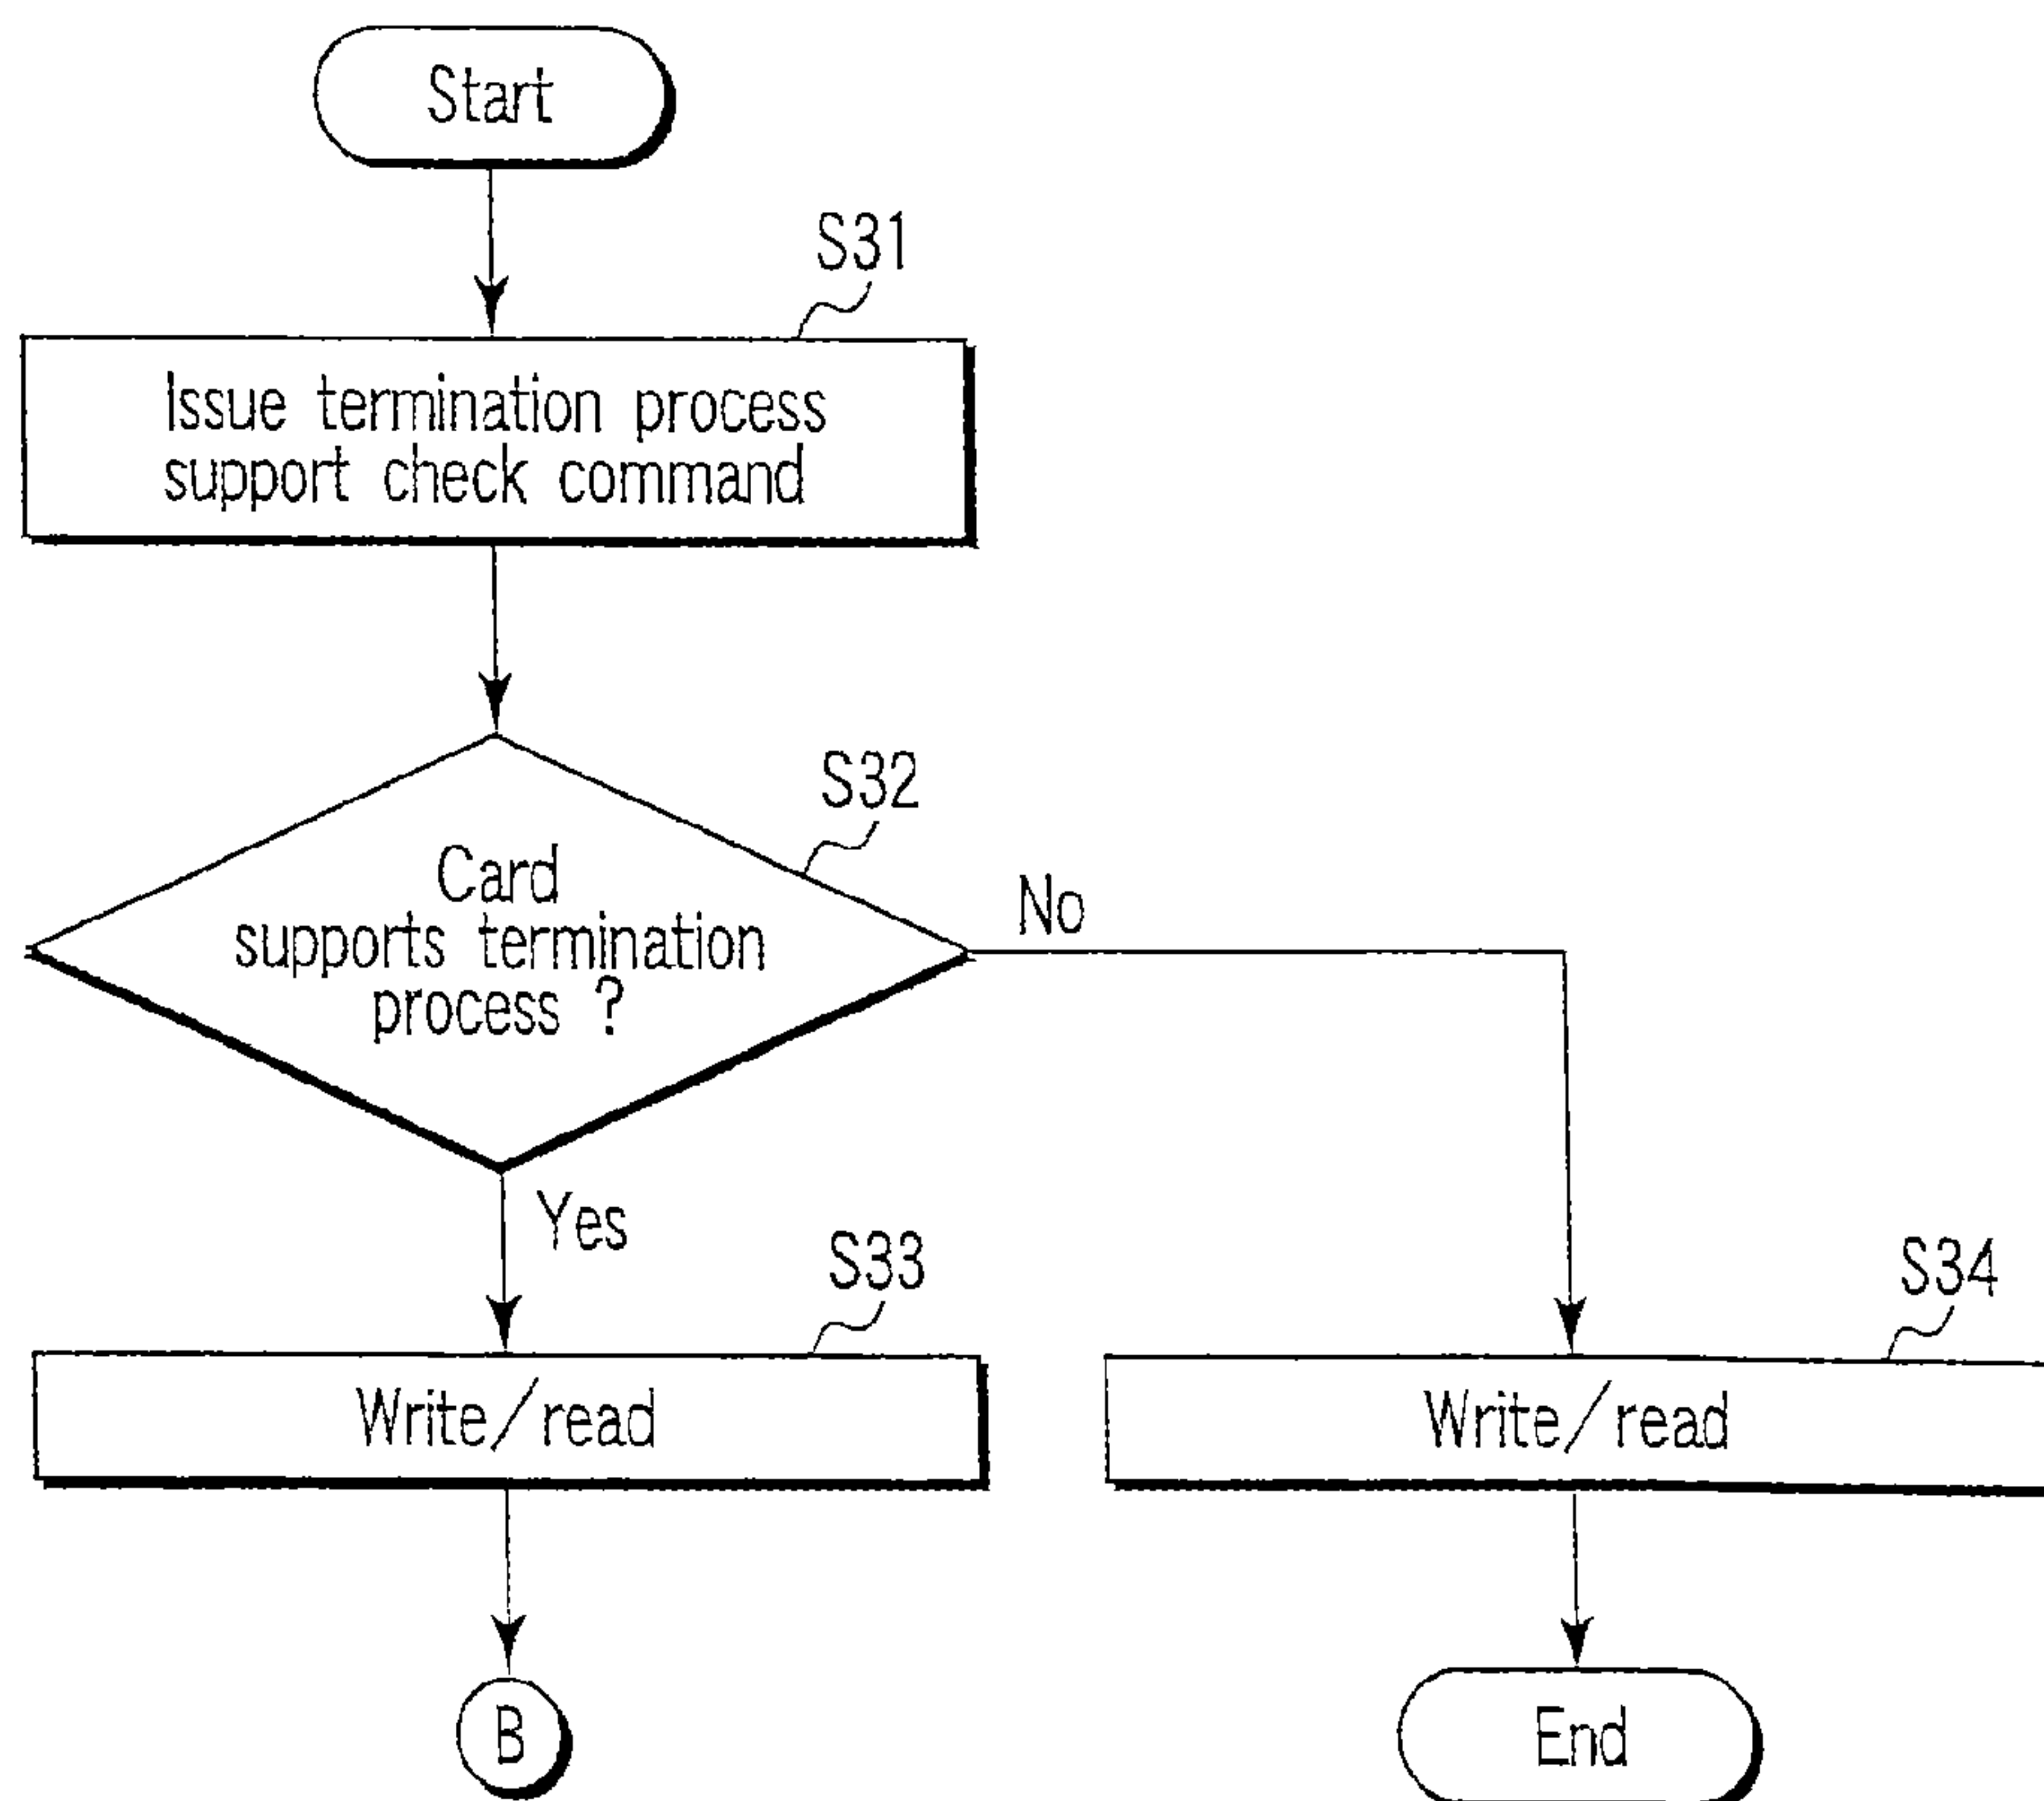 Start
S31
Issue termination process
support check command
S32
Card
supports termination
process ?
No
Yes
S33
S34
Write/read
Write/read
B
End